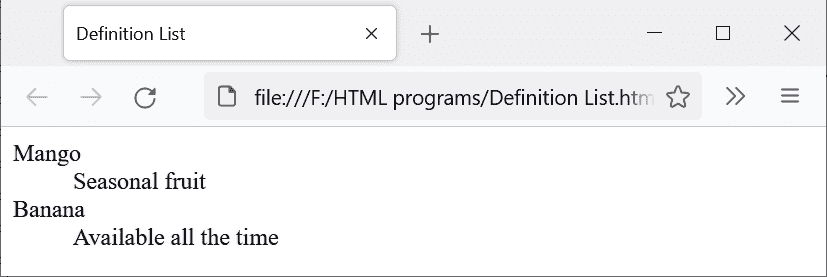 Definition List
file:///F:/HTML programs/Definition List.htm
Mango
Seasonal fruit
Banana
Available all the time